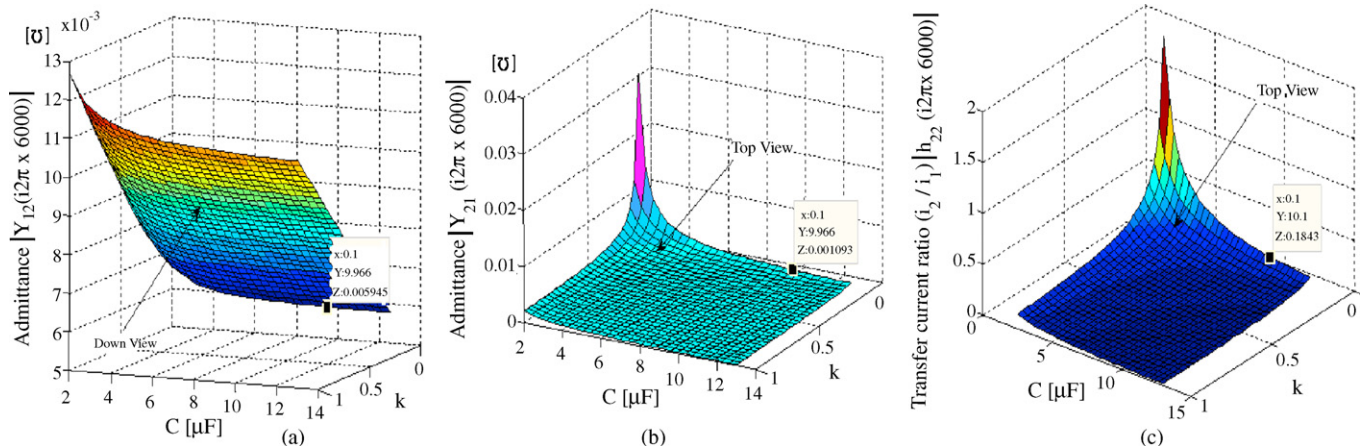 [℧] x10⁻³
Admittance |Y₁₂(i2π x 6000)|
13
12
11
10
9
8
7
6
5
Down View
x:0.1
Y:9.966
Z:0.005945
2 4 6 8 10 12 14
C [μF]
1 0.5 0
k
(a)
[℧]
Admittance |Y₂₁ (i2π x 6000)|
0.04
0.03
0.02
0.01
0
Top View
x:0.1
Y:9.966
Z:0.001093
2 4 6 8 10 12
C [μF]
1 0.5 0
k
(b)
Transfer current ratio (i₂ / i₁) |h₂₂ (i2πx 6000)|
2
1.5
1
0.5
0
Top View
x:0.1
Y:10.1
Z:0.1843
0 5 10 15
C [μF]
1 0.5 0
k
(c)